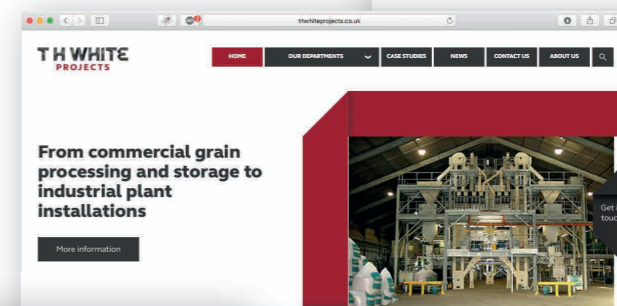 thwhiteprojects.co.uk
T H WHITE
PROJECTS
HOME
OUR DEPARTMENTS
CASE STUDIES
NEWS
CONTACT US
ABOUT US
From commercial grain
processing and storage to
industrial plant
installations
More information
Get